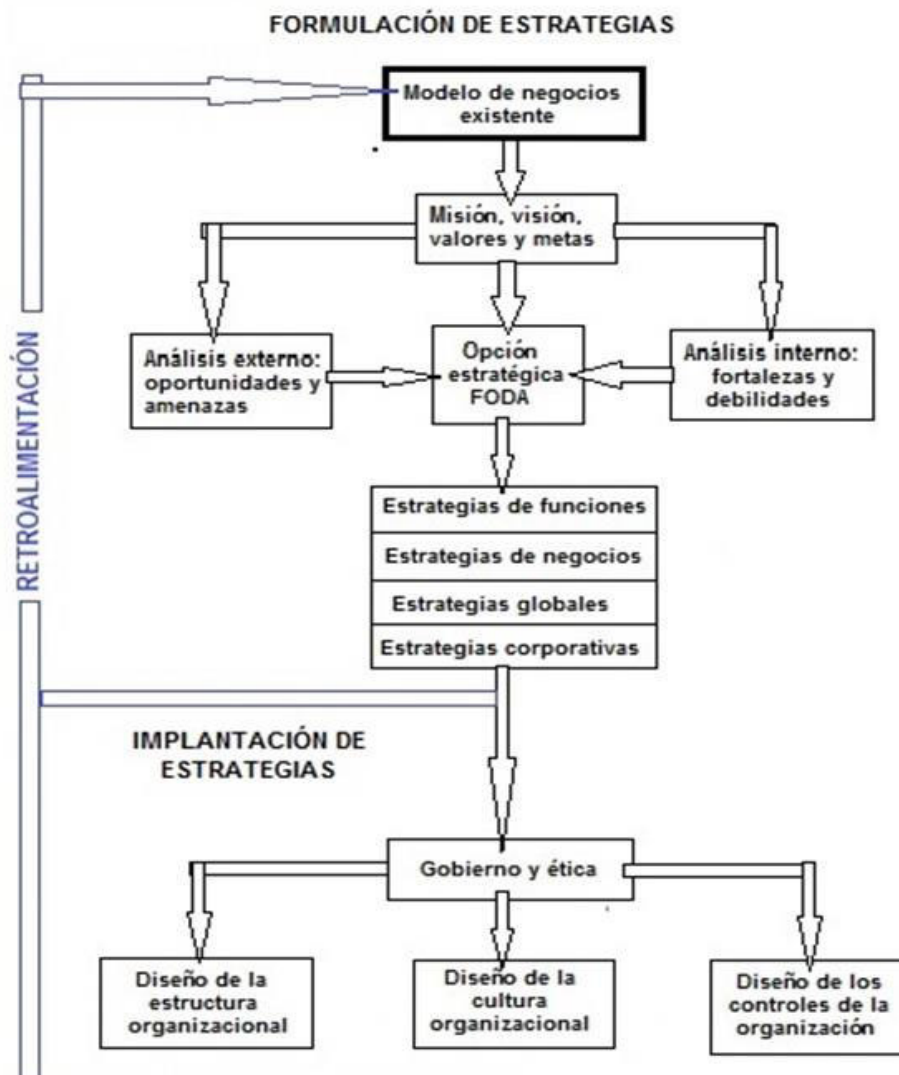 FORMULACIÓN DE ESTRATEGIAS
Modelo de negocios
existente
Misión, visión,
valores y metas
Análisis externo:
oportunidades y
amenazas
Opción
estratégica
FODA
Análisis interno:
fortalezas y
debilidades
RETROALIMENTACIÓN
Estrategias de funciones
Estrategias de negocios
Estrategias globales
Estrategias corporativas
IMPLANTACIÓN DE
ESTRATEGIAS
Gobierno y ética
Diseño de la
estructura
organizacional
Diseño de la
cultura
organizacional
Diseño de los
controles de la
organización